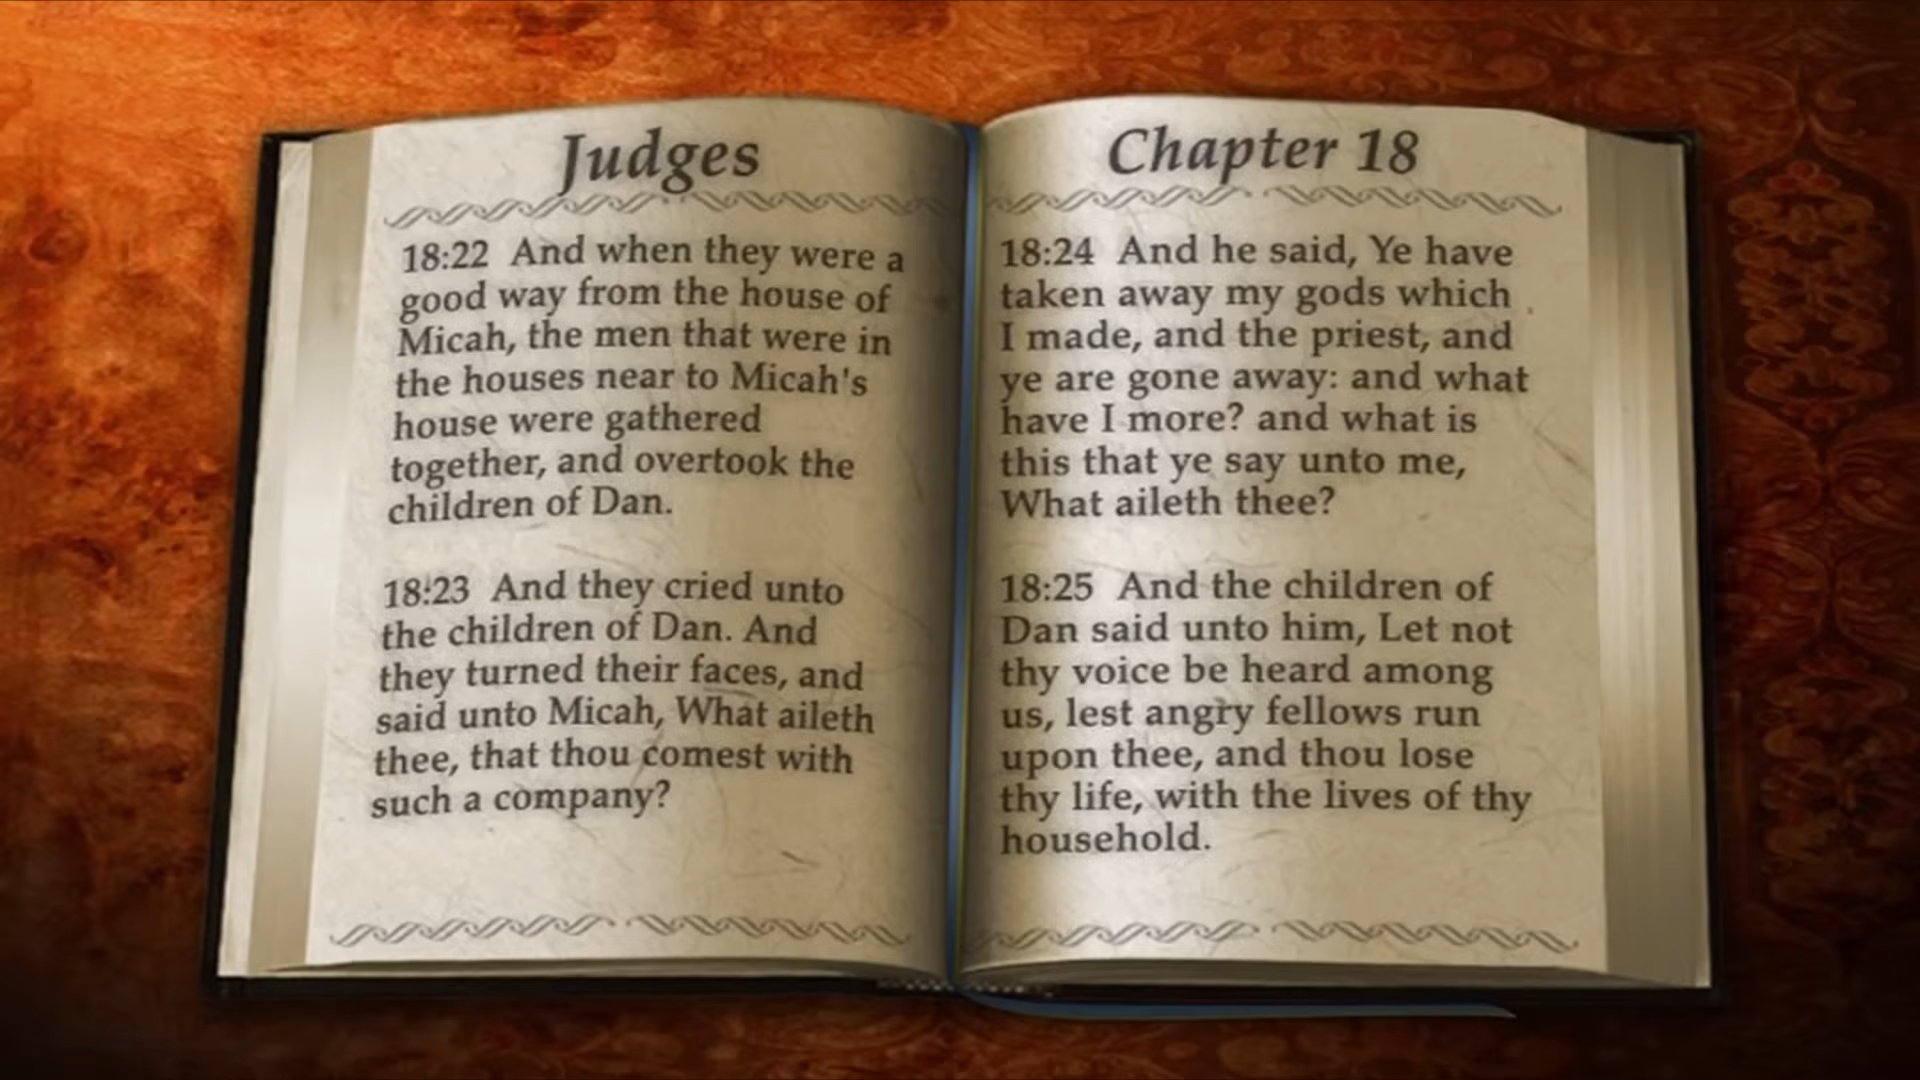 Judges
18:22 And when they were a
good way from the house of
Micah, the men that were in
the houses near to Micah's
house were gathered
together, and overtook the
children of Dan.
18:23 And they cried unto
the children of Dan. And
they turned their faces, and
said unto Micah, What aileth
thee, that thou comest with
such a company?
Chapter 18
18:24 And he said, Ye have
taken away my gods which
I made, and the priest, and
ye are gone away: and what
have I more? and what is
this that ye say unto me,
What aileth thee?
18:25 And the children of
Dan said unto him, Let not
thy voice be heard among
us, lest angry fellows run
upon thee, and thou lose
thy life, with the lives of thy
household.